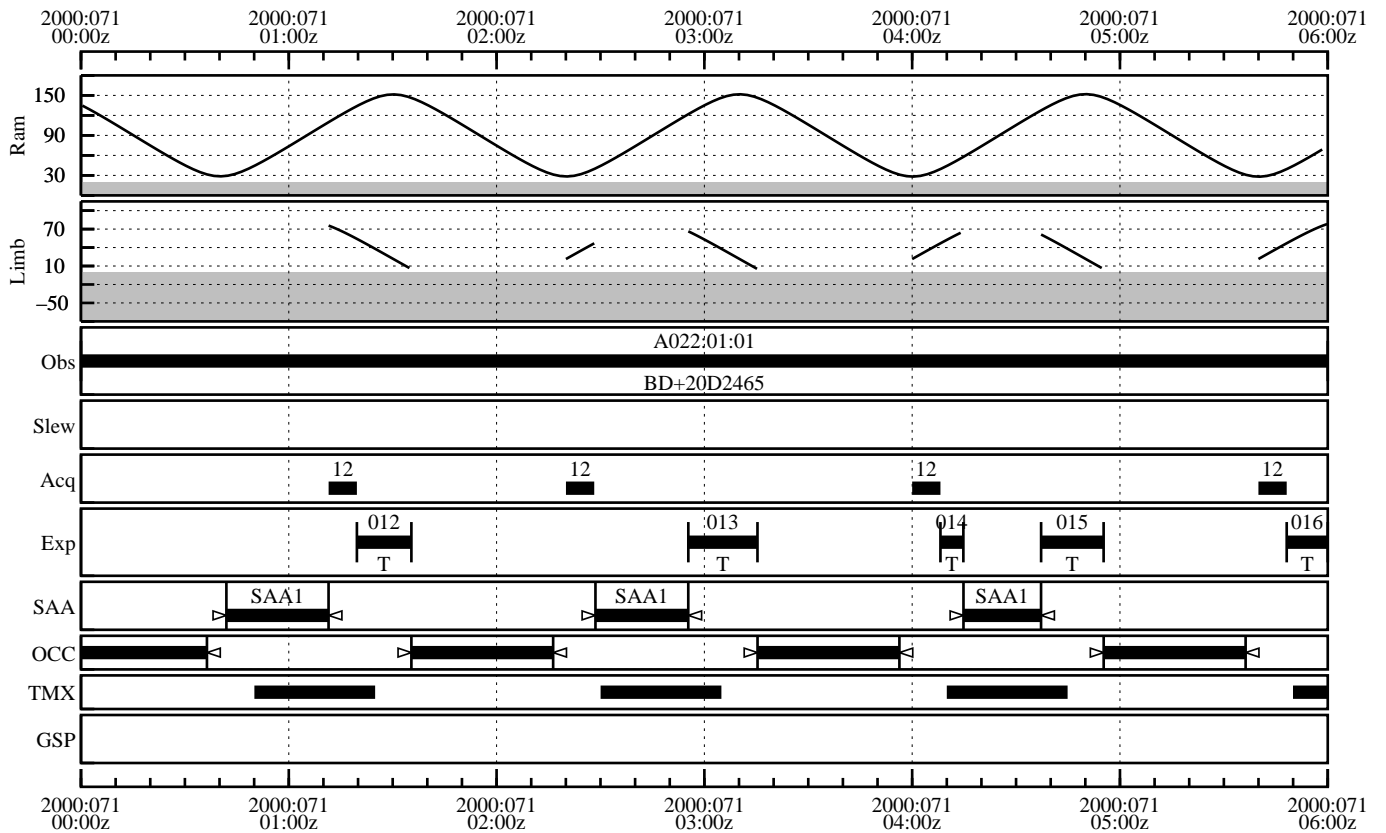 2000:071 2000:071 2000:071 2000:071 2000:071 2000:071 2000:071
00:00z 01:00z 02:00z 03:00z 04:00z 05:00z 06:00z
Ram
150
90
30
Limb
70
10
−50
Obs
A022:01:01
BD+20D2465
Slew
Acq
12 12 12 12
Exp
012 013 014 015 016
T T T T T
SAA
SAA1 SAA1 SAA1
OCC
TMX
GSP
2000:071 2000:071 2000:071 2000:071 2000:071 2000:071 2000:071
00:00z 01:00z 02:00z 03:00z 04:00z 05:00z 06:00z